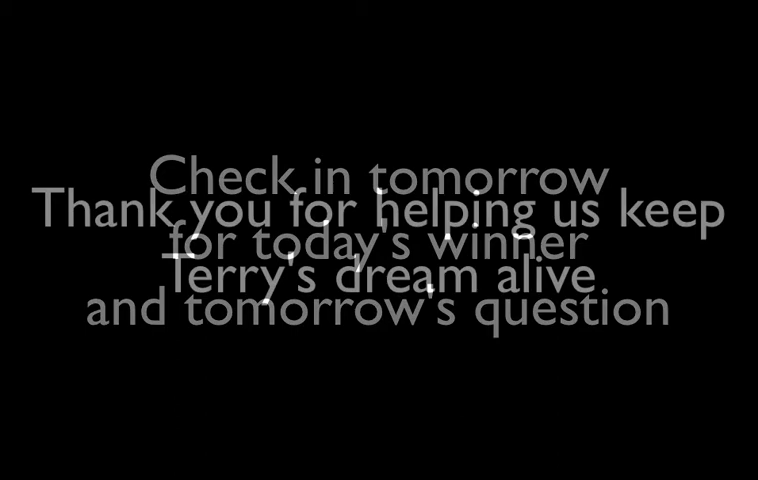 Check in tomorrow
Thank you for helping us keep
for today's winner
Terry's dream alive
and tomorrow's question